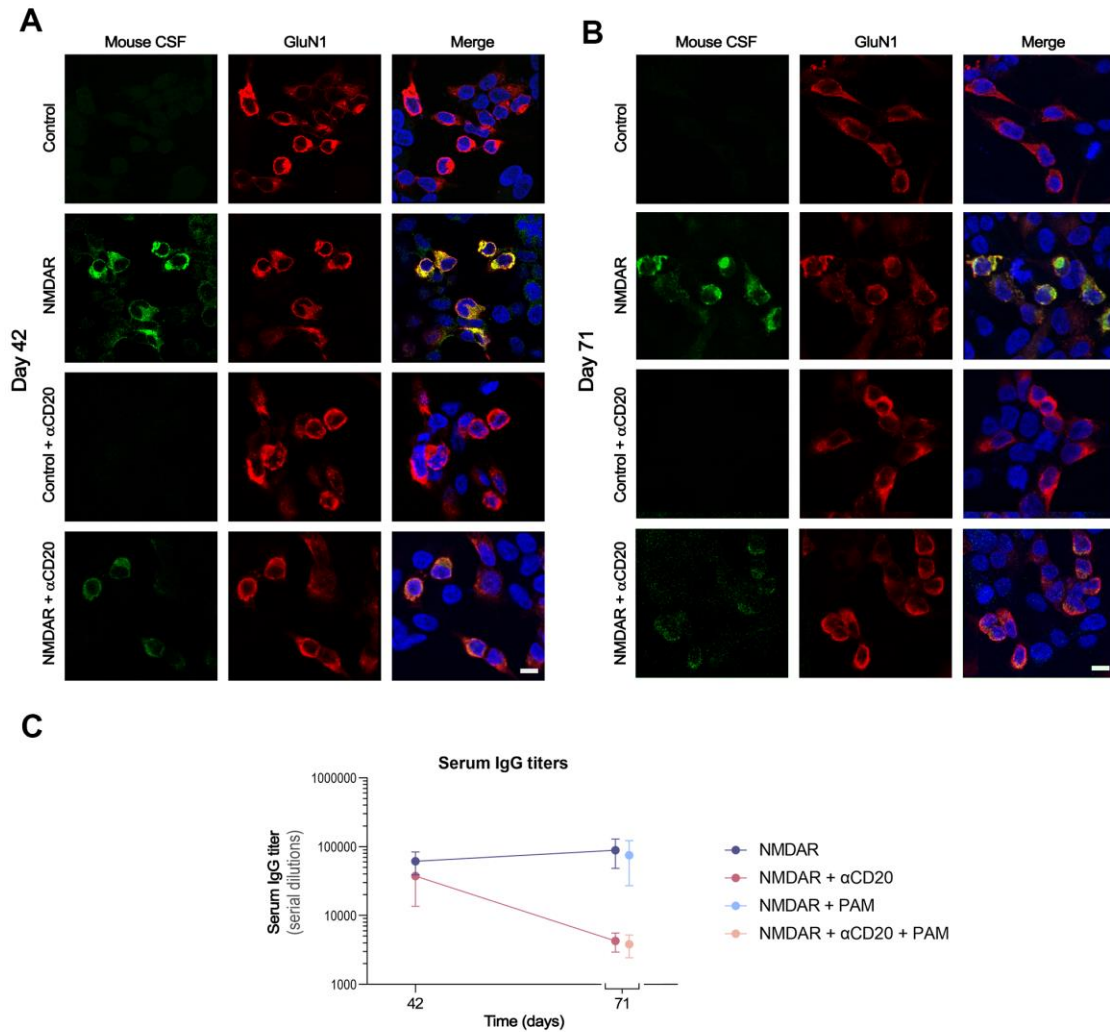 A
Mouse CSF
GluN1
Merge
Day 42
Control
NMDAR
Control + αCD20
NMDAR + αCD20
B
Mouse CSF
GluN1
Merge
Day 71
Control
NMDAR
Control + αCD20
NMDAR + αCD20
C
Serum IgG titers
Serum IgG titer
(serial dilutions)
1000000
100000
10000
1000
42
71
Time (days)
NMDAR
NMDAR + αCD20
NMDAR + PAM
NMDAR + αCD20 + PAM